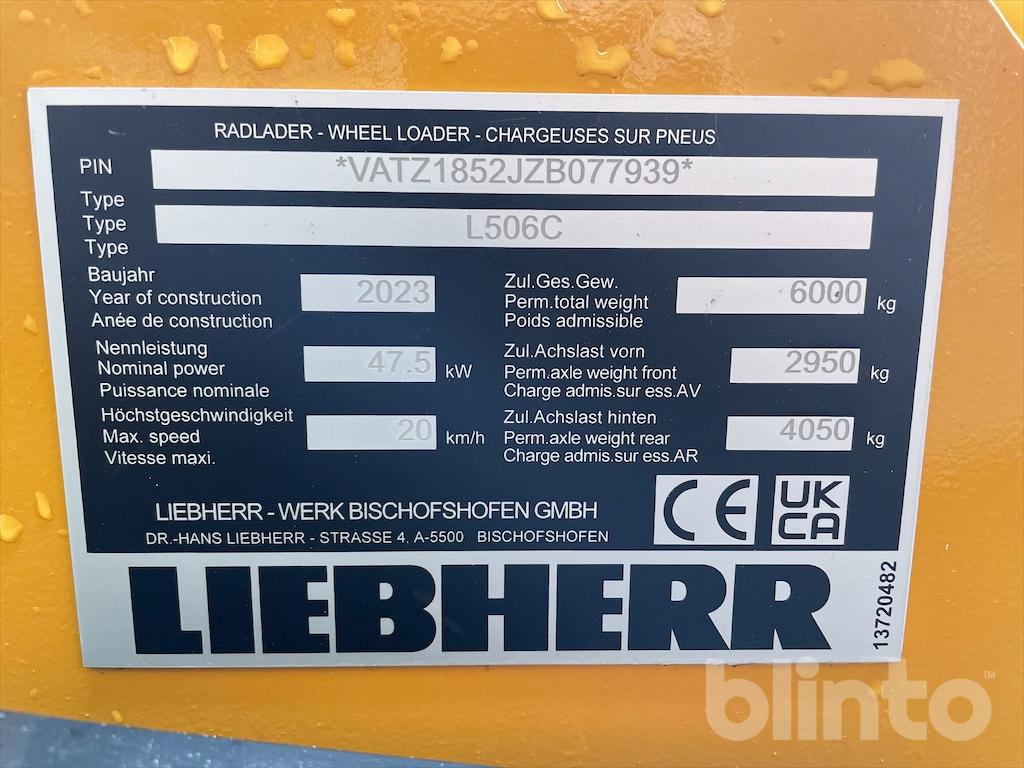 RADLADER - WHEEL LOADER - CHARGEUSES SUR PNEUS
PIN *VATZ1852JZB077939*
Type
Type L506C
Type
Baujahr
Year of construction 2023
Anée de construction
Zul.Ges.Gew.
Perm.total weight 6000 kg
Poids admissible
Nennleistung
Nominal power 47.5 kW
Puissance nominale
Zul.Achslast vorn
Perm.axle weight front 2950 kg
Charge admis.sur ess.AV
Höchstgeschwindigkeit
Max. speed 20 km/h
Vitesse maxi.
Zul.Achslast hinten
Perm.axle weight rear 4050 kg
Charge admis.sur ess.AR
LIEBHERR - WERK BISCHOFSHOFEN GMBH
DR.-HANS LIEBHERR - STRASSE 4, A-5500 BISCHOFSHOFEN
CE
UK
CA
LIEBHERR
13720482
blinto™